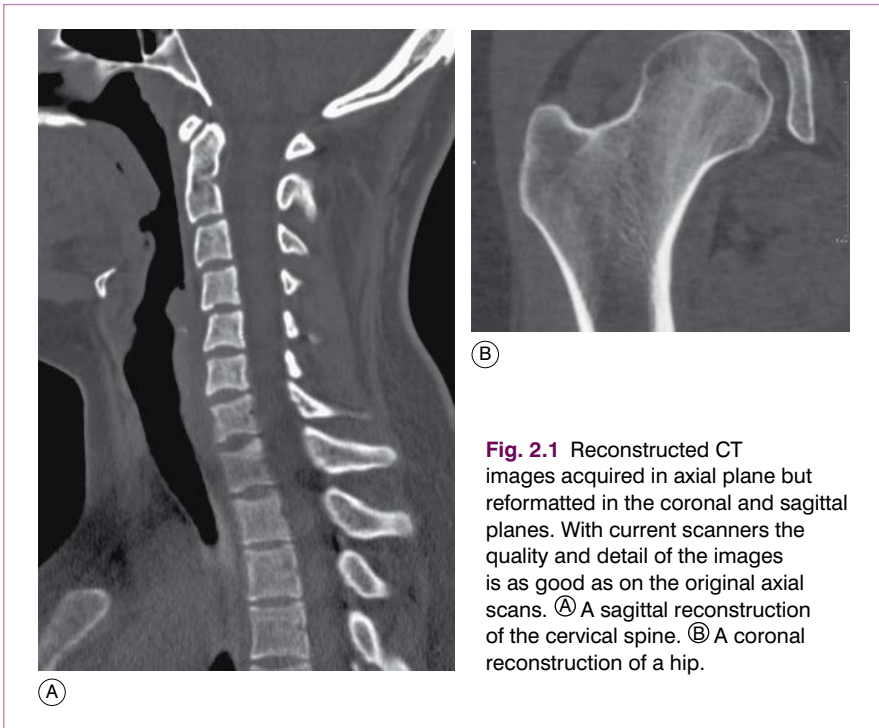 Ⓐ
Ⓑ
Fig. 2.1 Reconstructed CT
images acquired in axial plane but
reformatted in the coronal and sagittal
planes. With current scanners the
quality and detail of the images
is as good as on the original axial
scans. Ⓐ A sagittal reconstruction
of the cervical spine. Ⓑ A coronal
reconstruction of a hip.